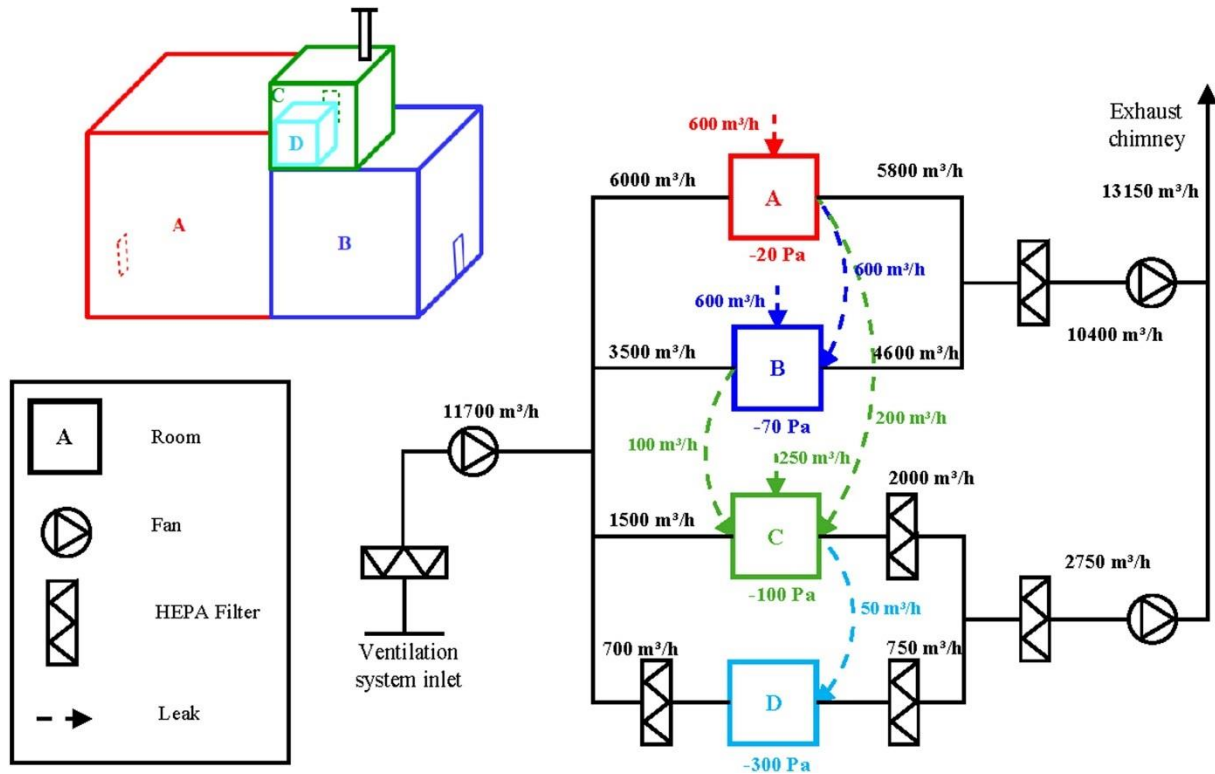 C
D
A
B
A
Room
Fan
HEPA Filter
Leak
600 m³/h
6000 m³/h
A
5800 m³/h
-20 Pa
600 m³/h
600 m³/h
3500 m³/h
B
4600 m³/h
-70 Pa
11700 m³/h
100 m³/h
250 m³/h
200 m³/h
1500 m³/h
C
2000 m³/h
-100 Pa
50 m³/h
700 m³/h
D
750 m³/h
-300 Pa
Ventilation
system inlet
Exhaust
chimney
13150 m³/h
10400 m³/h
2750 m³/h